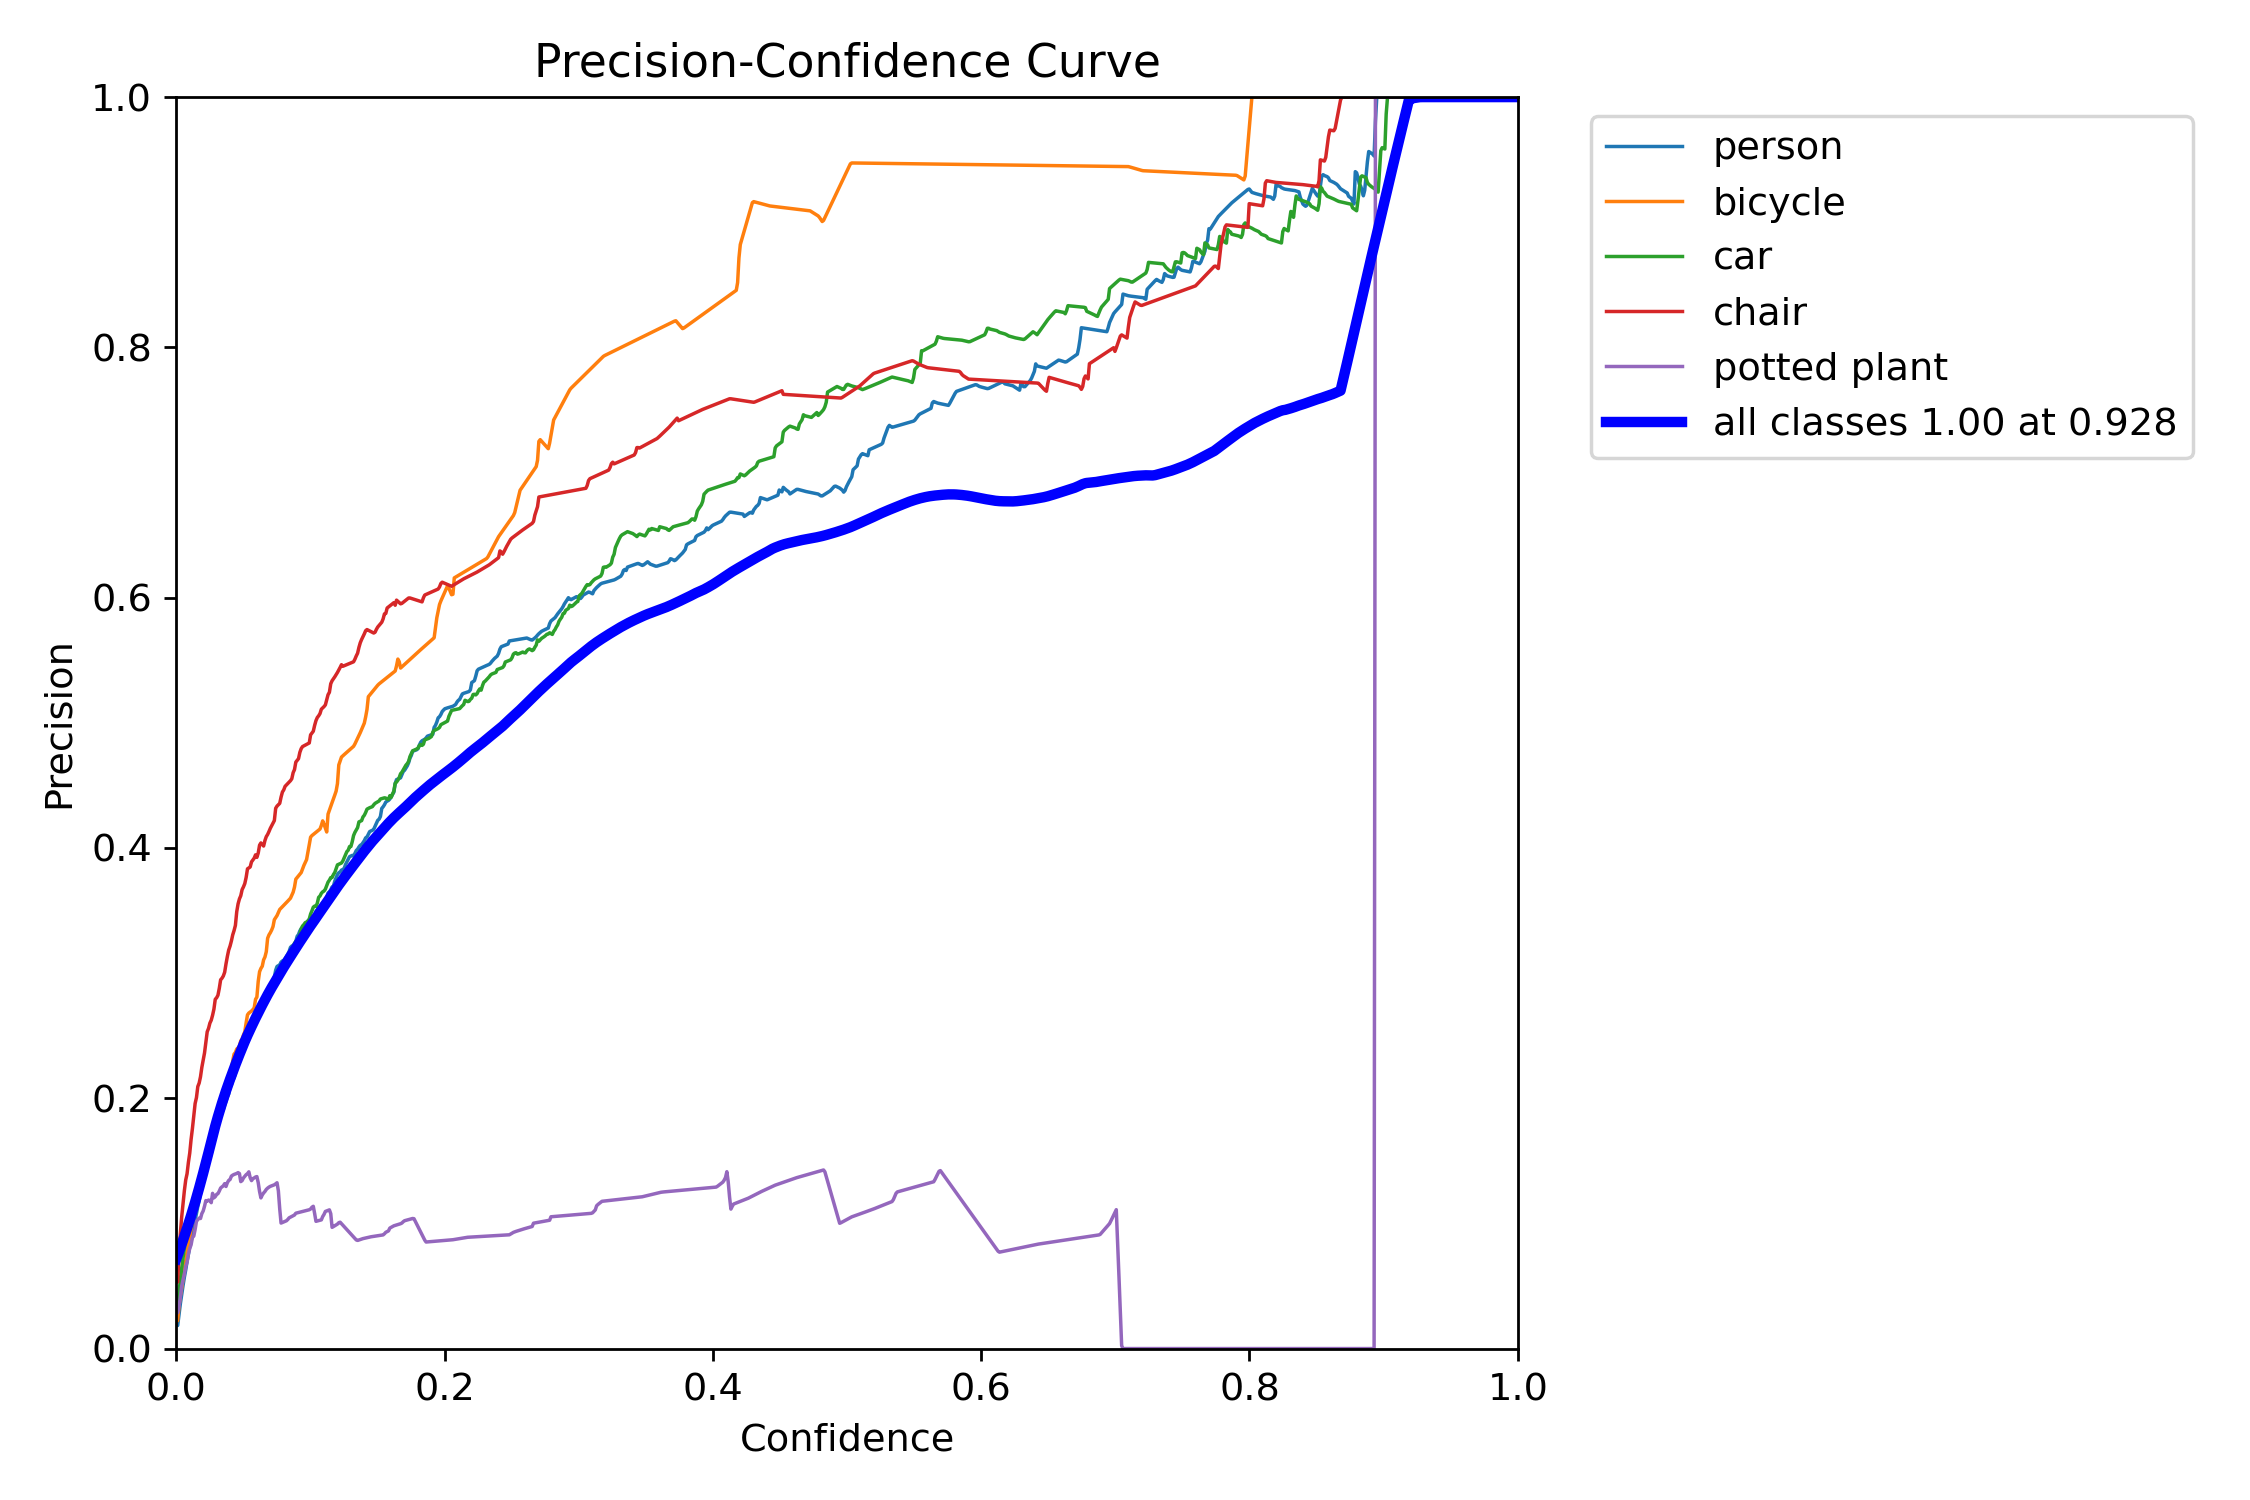 Precision-Confidence Curve
1.0
0.8
0.6
0.4
0.2
0.0
Precision
0.0 0.2 0.4 0.6 0.8 1.0
Confidence
person
bicycle
car
chair
potted plant
all classes 1.00 at 0.928